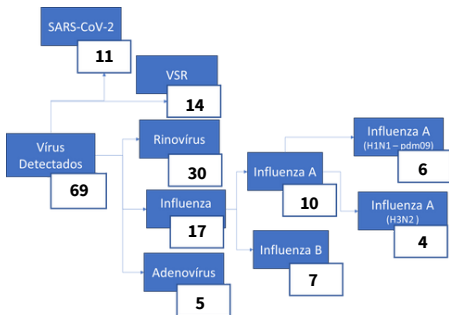 SARS-CoV-2
11
VSR
14
Vírus
Detectados
69
Rinovírus
30
Influenza
17
Adenovírus
5
Influenza A
10
Influenza B
7
Influenza A
(H1N1 – pdm09)
6
Influenza A
(H3N2 )
4